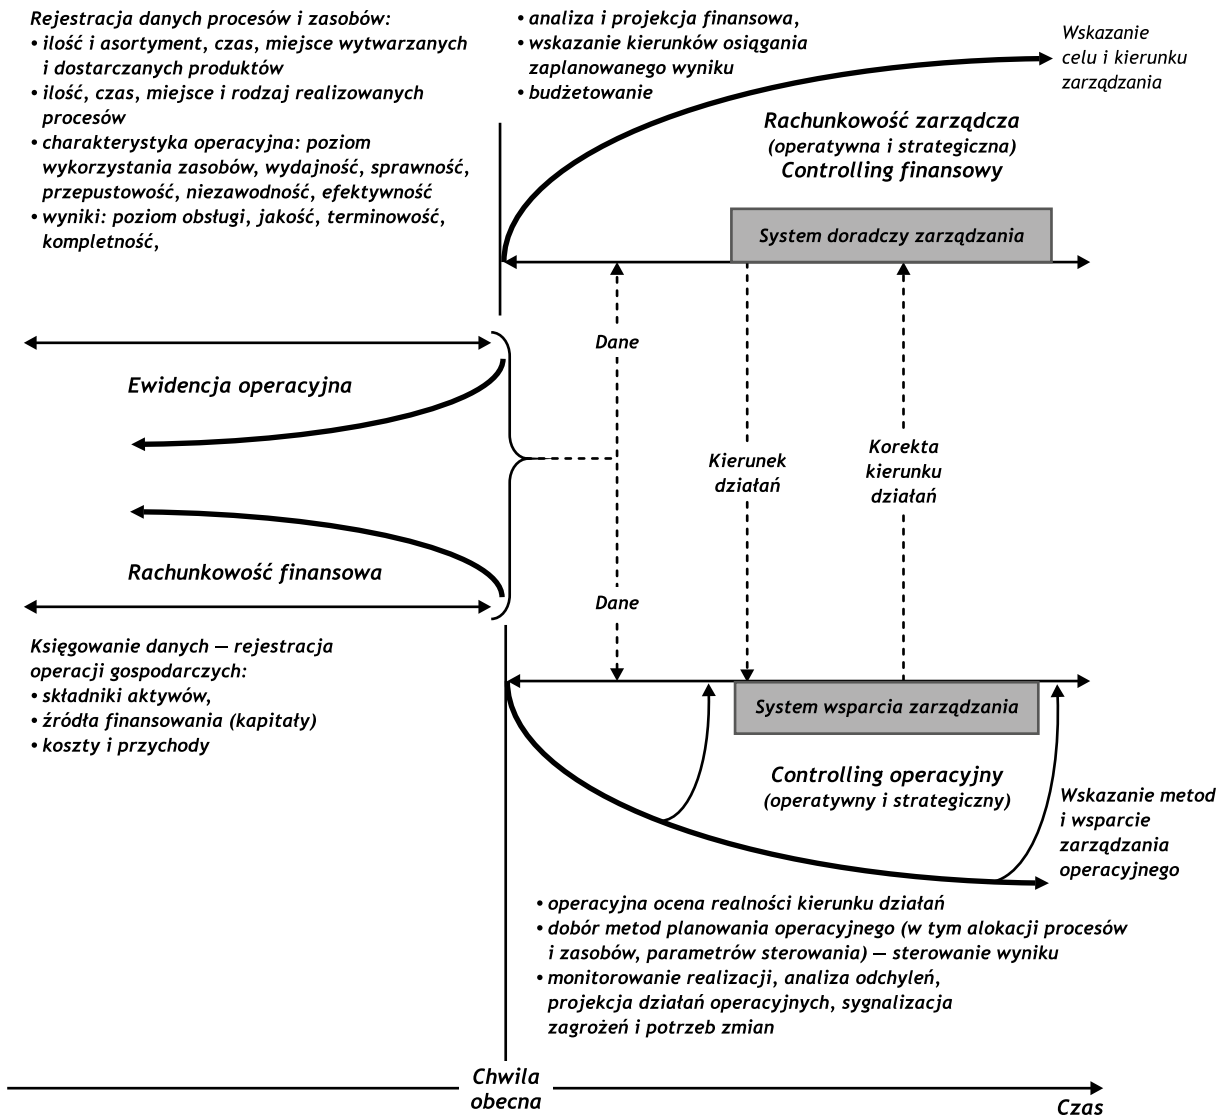 Rejestracja danych procesów i zasobów:
• ilość i asortyment, czas, miejsce wytwarzanych
i dostarczanych produktów
• ilość, czas, miejsce i rodzaj realizowanych
procesów
• charakterystyka operacyjna: poziom
wykorzystania zasobów, wydajność, sprawność,
przepustowość, niezawodność, efektywność
• wyniki: poziom obsługi, jakość, terminowość,
kompletność,
• analiza i projekcja finansowa,
• wskazanie kierunków osiągania
zaplanowanego wyniku
• budżetowanie
Wskazanie
celu i kierunku
zarządzania
Rachunkowość zarządcza
(operatywna i strategiczna)
Controlling finansowy
System doradczy zarządzania
Dane
Ewidencja operacyjna
Kierunek
działań
Korekta
kierunku
działań
Rachunkowość finansowa
Dane
Księgowanie danych — rejestracja
operacji gospodarczych:
• składniki aktywów,
• źródła finansowania (kapitały)
• koszty i przychody
System wsparcia zarządzania
Controlling operacyjny
(operatywny i strategiczny)
Wskazanie metod
i wsparcie
zarządzania
operacyjnego
• operacyjna ocena realności kierunku działań
• dobór metod planowania operacyjnego (w tym alokacji procesów
i zasobów, parametrów sterowania) — sterowanie wyniku
• monitorowanie realizacji, analiza odchyleń,
projekcja działań operacyjnych, sygnalizacja
zagrożeń i potrzeb zmian
Chwila
obecna
Czas